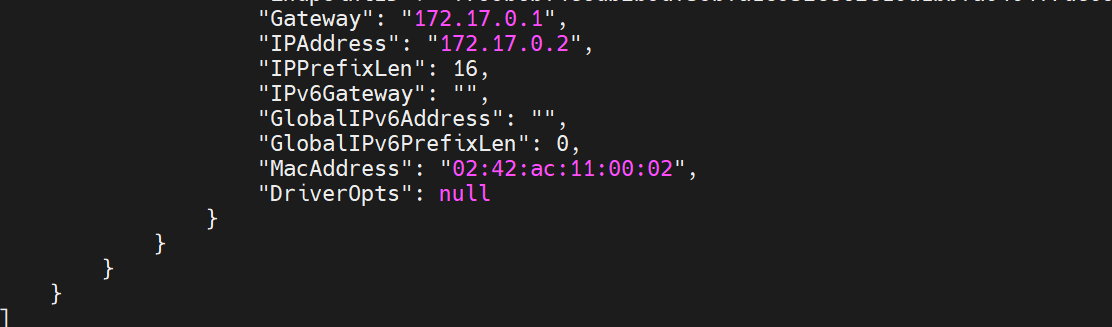 "Gateway": "172.17.0.1",
"IPAddress": "172.17.0.2",
"IPPrefixLen": 16,
"IPv6Gateway": "",
"GlobalIPv6Address": "",
"GlobalIPv6PrefixLen": 0,
"MacAddress": "02:42:ac:11:00:02",
"DriverOpts": null
}
}
}
}
]